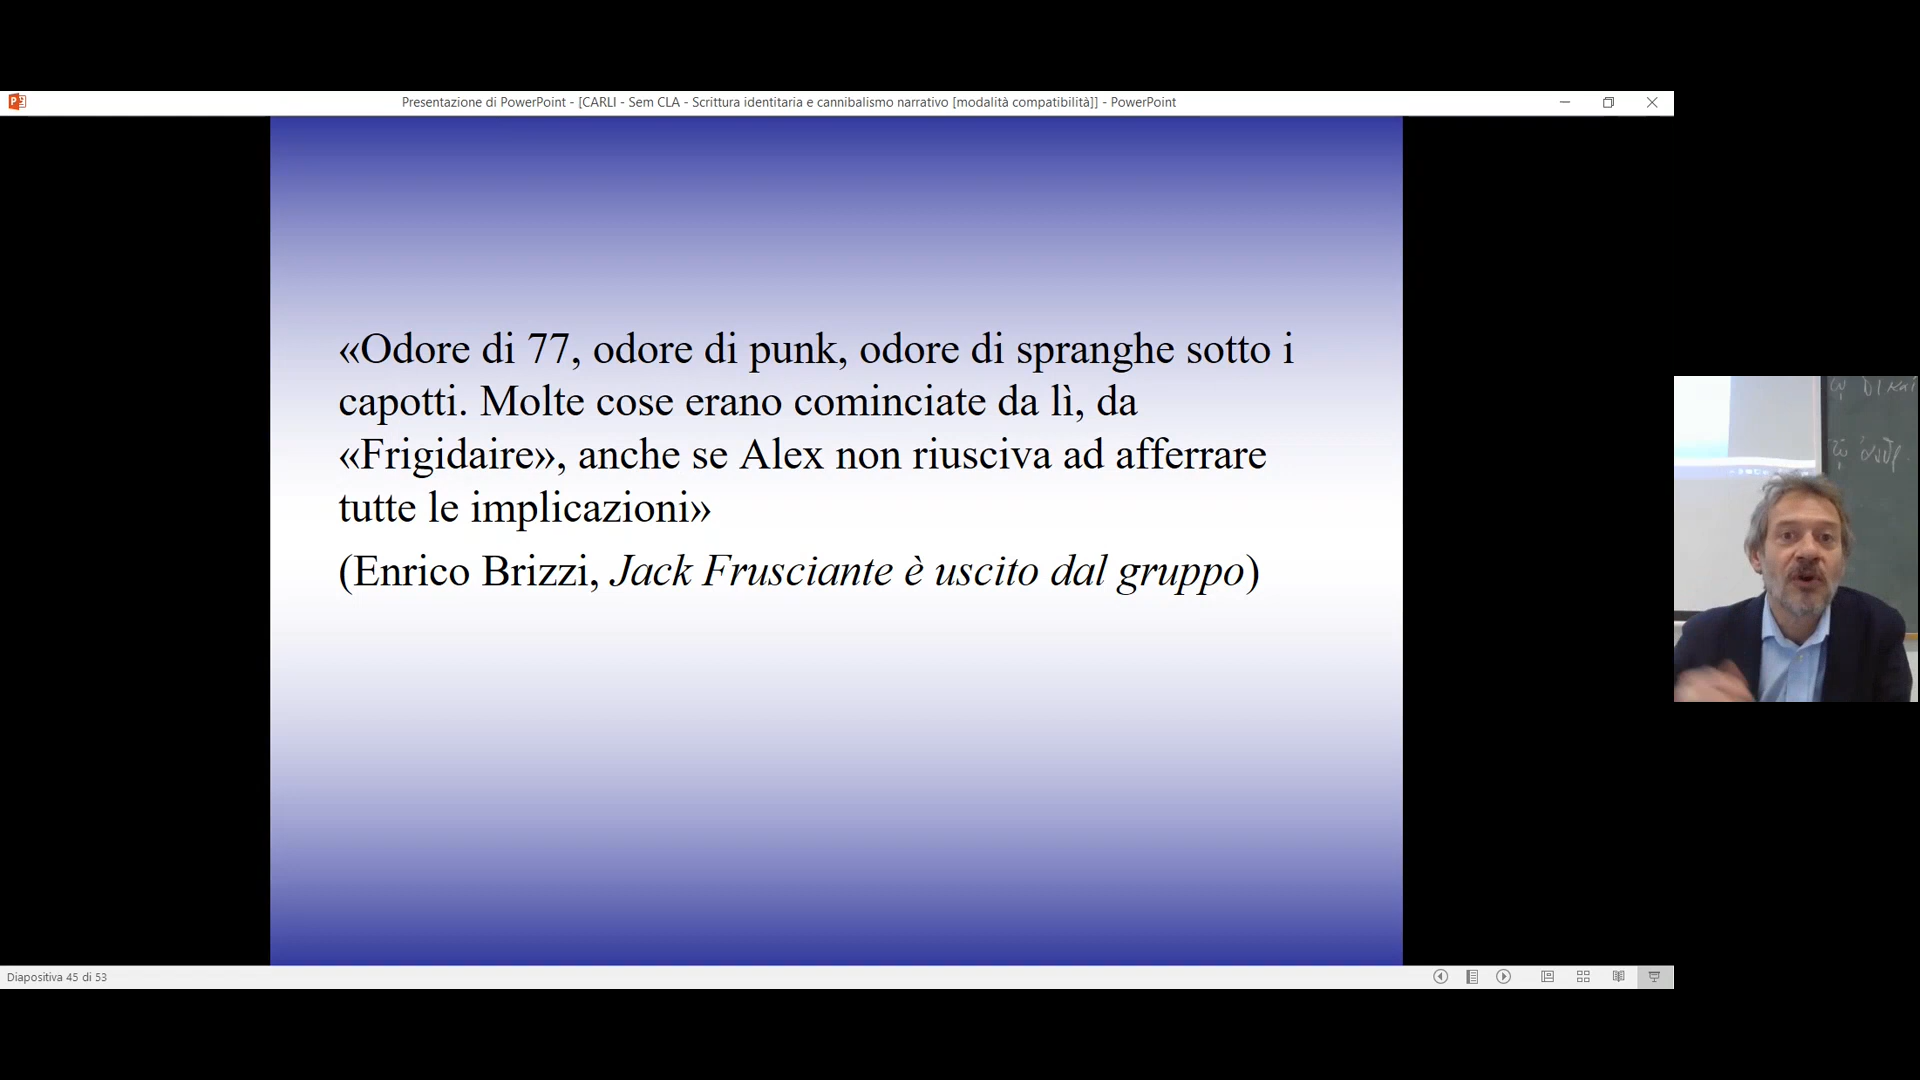 Presentazione di PowerPoint - [CARLI - Sem CLA - Scrittura identitaria e cannibalismo narrativo [modalità compatibilità]] - PowerPoint
«Odore di 77, odore di punk, odore di spranghe sotto i
capotti. Molte cose erano cominciate da lì, da
«Frigidaire», anche se Alex non riusciva ad afferrare
tutte le implicazioni»
(Enrico Brizzi, Jack Frusciante è uscito dal gruppo)
Diapositiva 45 di 53